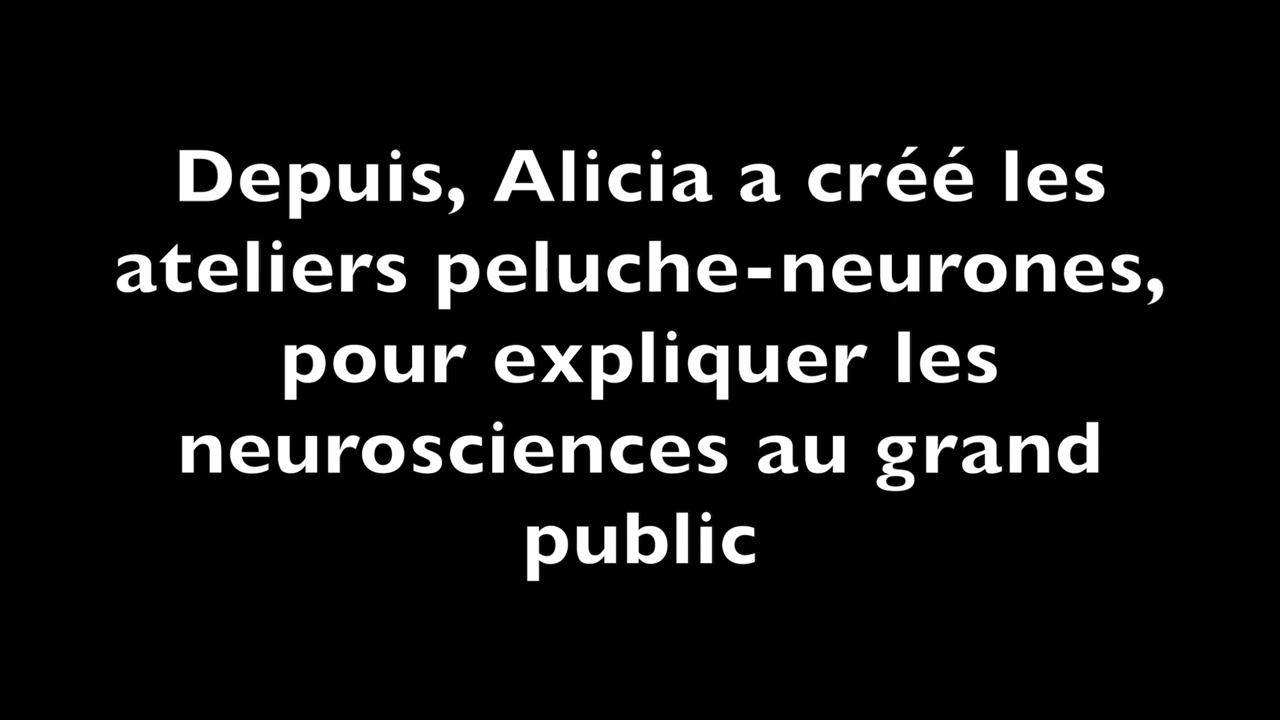 Depuis, Alicia a créé les
ateliers peluche-neurones,
pour expliquer les
neurosciences au grand
public